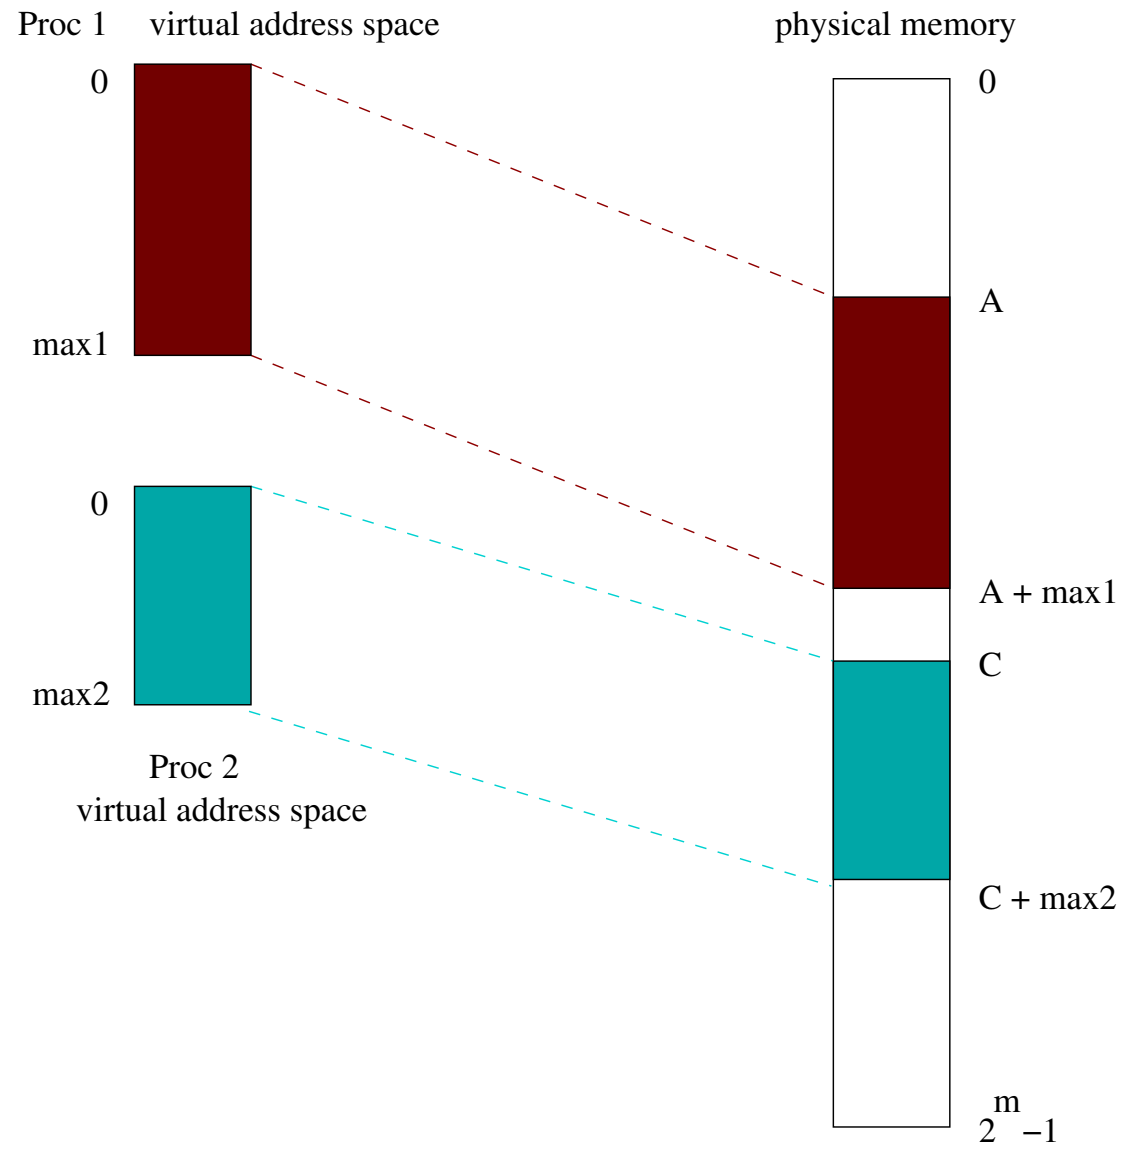 Proc 1 virtual address space
physical memory
0
max1
0
max2
Proc 2
virtual address space
0
A
A + max1
C
C + max2
2^m −1